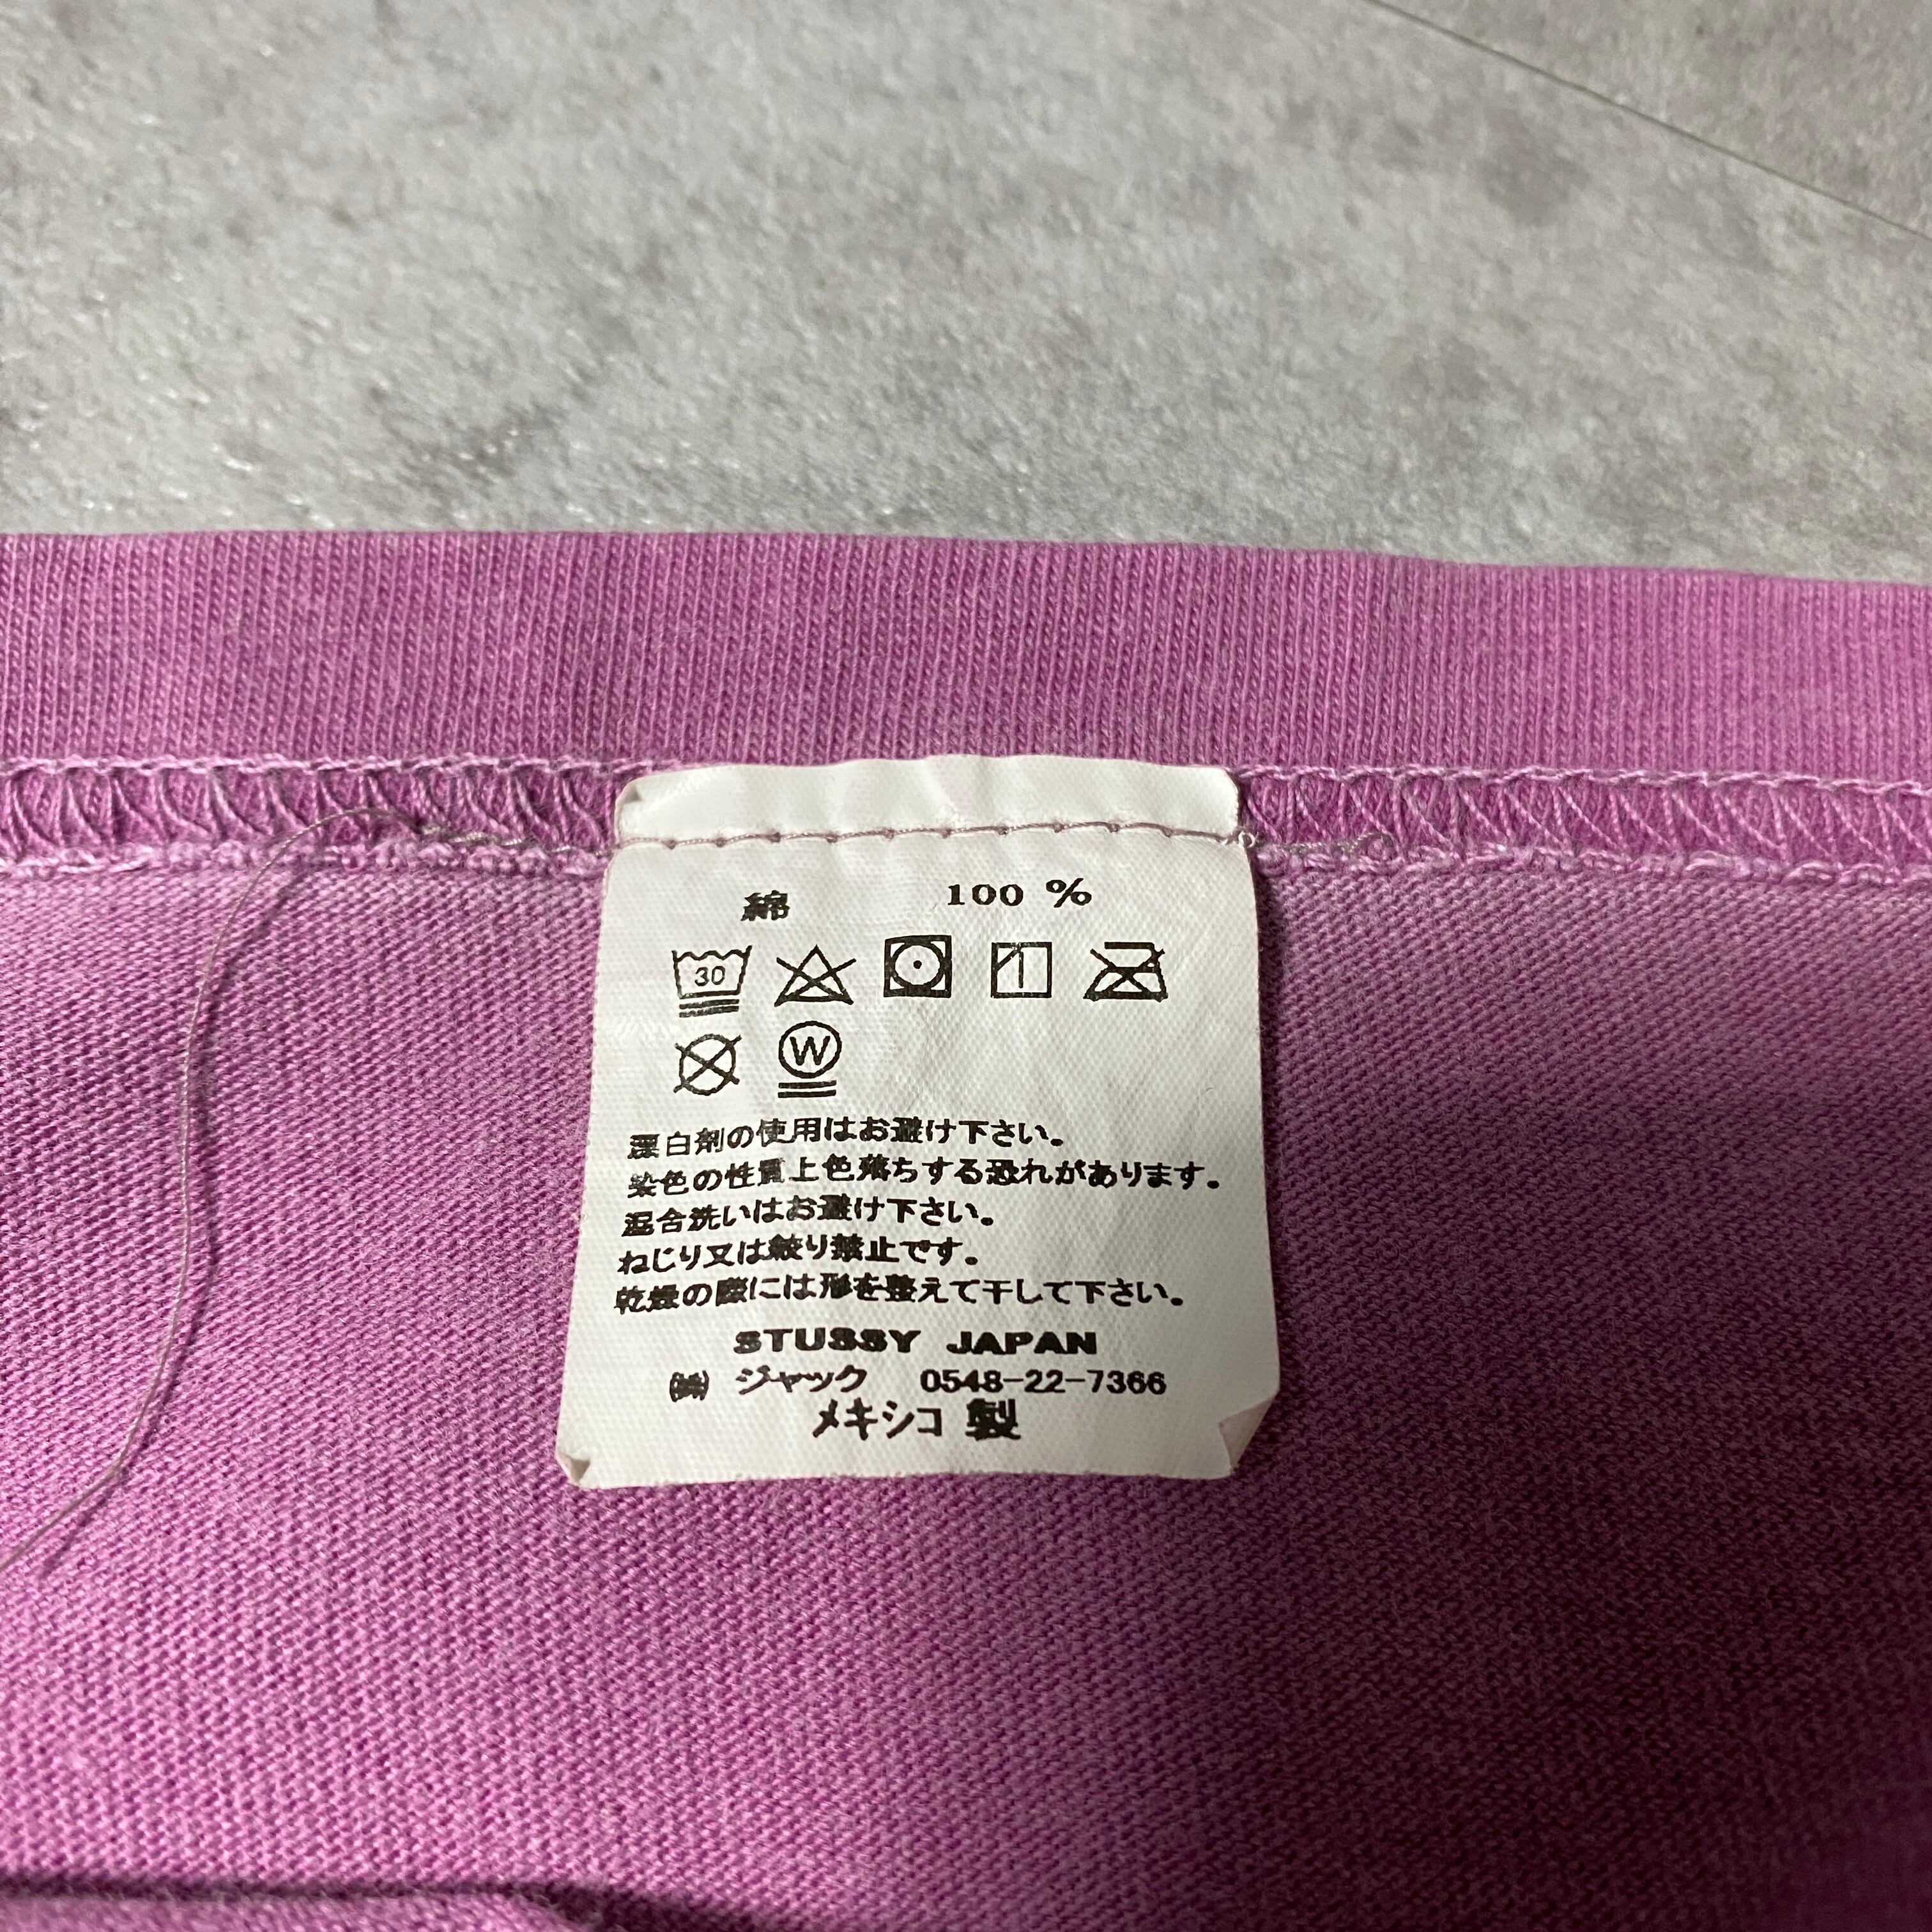 綿 100 %
30
W
漂白剤の使用はお避け下さい。
染色の性質上色落ちする恐れがあります。
混合洗いはお避け下さい。
ねじり又は絞り禁止です。
乾燥の際には形を整えて干して下さい。
STUSSY JAPAN
(株) ジャック 0548-22-7366
メキシコ 製